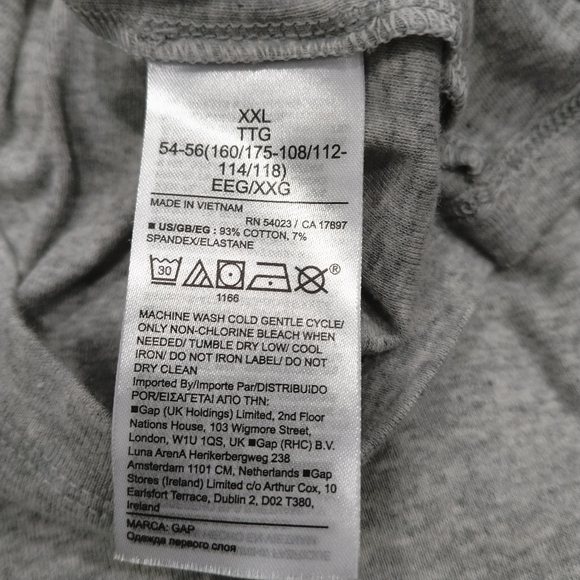 XXL
TTG
54-56(160/175-108/112-
114/118)
EEG/XXG
MADE IN VIETNAM
RN 54023 / CA 17897
■ US/GB/EG : 93% COTTON, 7%
SPANDEX/ELASTANE
30
®
1166
MACHINE WASH COLD GENTLE CYCLE/
ONLY NON-CHLORINE BLEACH WHEN
NEEDED/ TUMBLE DRY LOW/ COOL
IRON/ DO NOT IRON LABEL/ DO NOT
DRY CLEAN
Imported By/Importe Par/DISTRIBUIDO
POR/ΕΙΣΑΓΕΤΑΙ ΑΠΟ ΤΗΝ:
■Gap (UK Holdings) Limited, 2nd Floor
Nations House, 103 Wigmore Street,
London, W1U 1QS, UK ■Gap (RHC) B.V.
Luna ArenA Herikerbergweg 238
Amsterdam 1101 CM, Netherlands ■Gap
Stores (Ireland) Limited c/o Arthur Cox, 10
Earlsfort Terrace, Dublin 2, D02 T380,
Ireland
MARCA: GAP
Одежда первого слоя